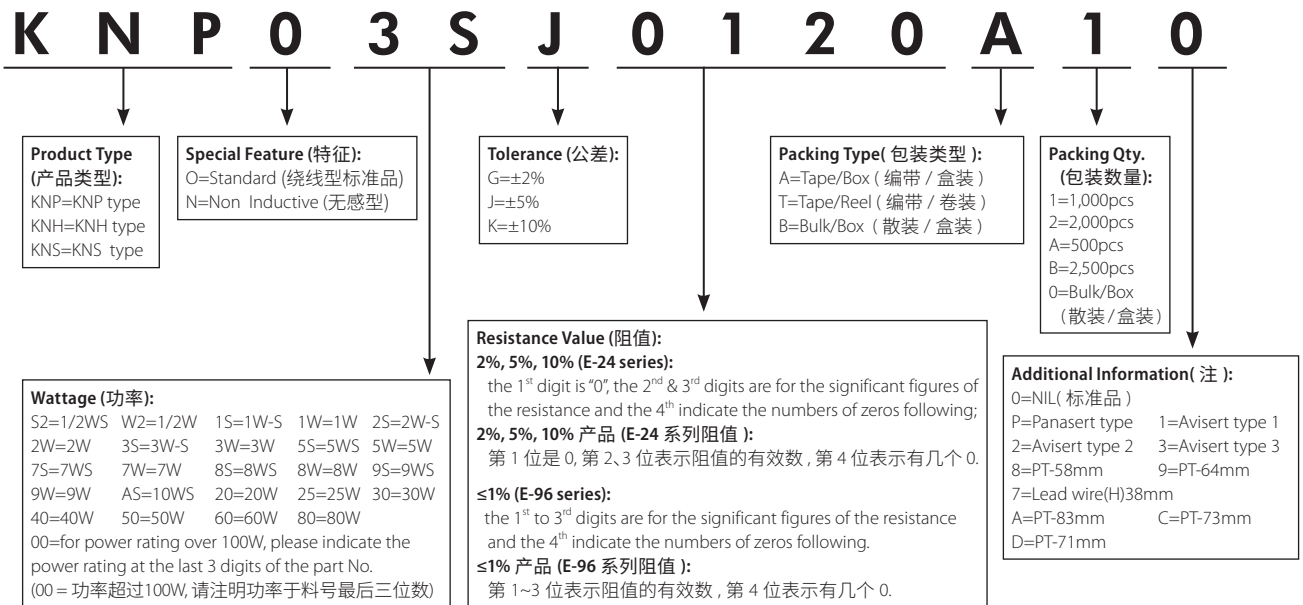 K N P 0 3 S J 0 1 2 0 A 1 0
Product Type
(产品类型):
KNP=KNP type
KNH=KNH type
KNS=KNS type
Special Feature (特征):
O=Standard (绕线型标准品)
N=Non Inductive (无感型)
Tolerance (公差):
G=±2%
J=±5%
K=±10%
Packing Type( 包装类型 ):
A=Tape/Box ( 编带 / 盒装 )
T=Tape/Reel ( 编带 / 卷装 )
B=Bulk/Box ( 散装 / 盒装 )
Packing Qty.
(包装数量):
1=1,000pcs
2=2,000pcs
A=500pcs
B=2,500pcs
0=Bulk/Box
(散装/盒装)
Wattage (功率):
S2=1/2WS W2=1/2W 1S=1W-S 1W=1W 2S=2W-S
2W=2W 3S=3W-S 3W=3W 5S=5WS 5W=5W
7S=7WS 7W=7W 8S=8WS 8W=8W 9S=9WS
9W=9W AS=10WS 20=20W 25=25W 30=30W
40=40W 50=50W 60=60W 80=80W
00=for power rating over 100W, please indicate the
power rating at the last 3 digits of the part No.
(00 = 功率超过100W, 请注明功率于料号最后三位数)
Resistance Value (阻值):
2%, 5%, 10% (E-24 series):
the 1st digit is “0”, the 2nd & 3rd digits are for the significant figures of
the resistance and the 4th indicate the numbers of zeros following;
2%, 5%, 10% 产品 (E-24 系列阻值 ):
第 1 位是 0, 第 2、3 位表示阻值的有效数 , 第 4 位表示有几个 0.
≤1% (E-96 series):
the 1st to 3rd digits are for the significant figures of the resistance
and the 4th indicate the numbers of zeros following.
≤1% 产品 (E-96 系列阻值 ):
第 1~3 位表示阻值的有效数 , 第 4 位表示有几个 0.
Additional Information( 注 ):
0=NIL( 标准品 )
P=Panasert type 1=Avisert type 1
2=Avisert type 2 3=Avisert type 3
8=PT-58mm 9=PT-64mm
7=Lead wire(H)38mm
A=PT-83mm C=PT-73mm
D=PT-71mm